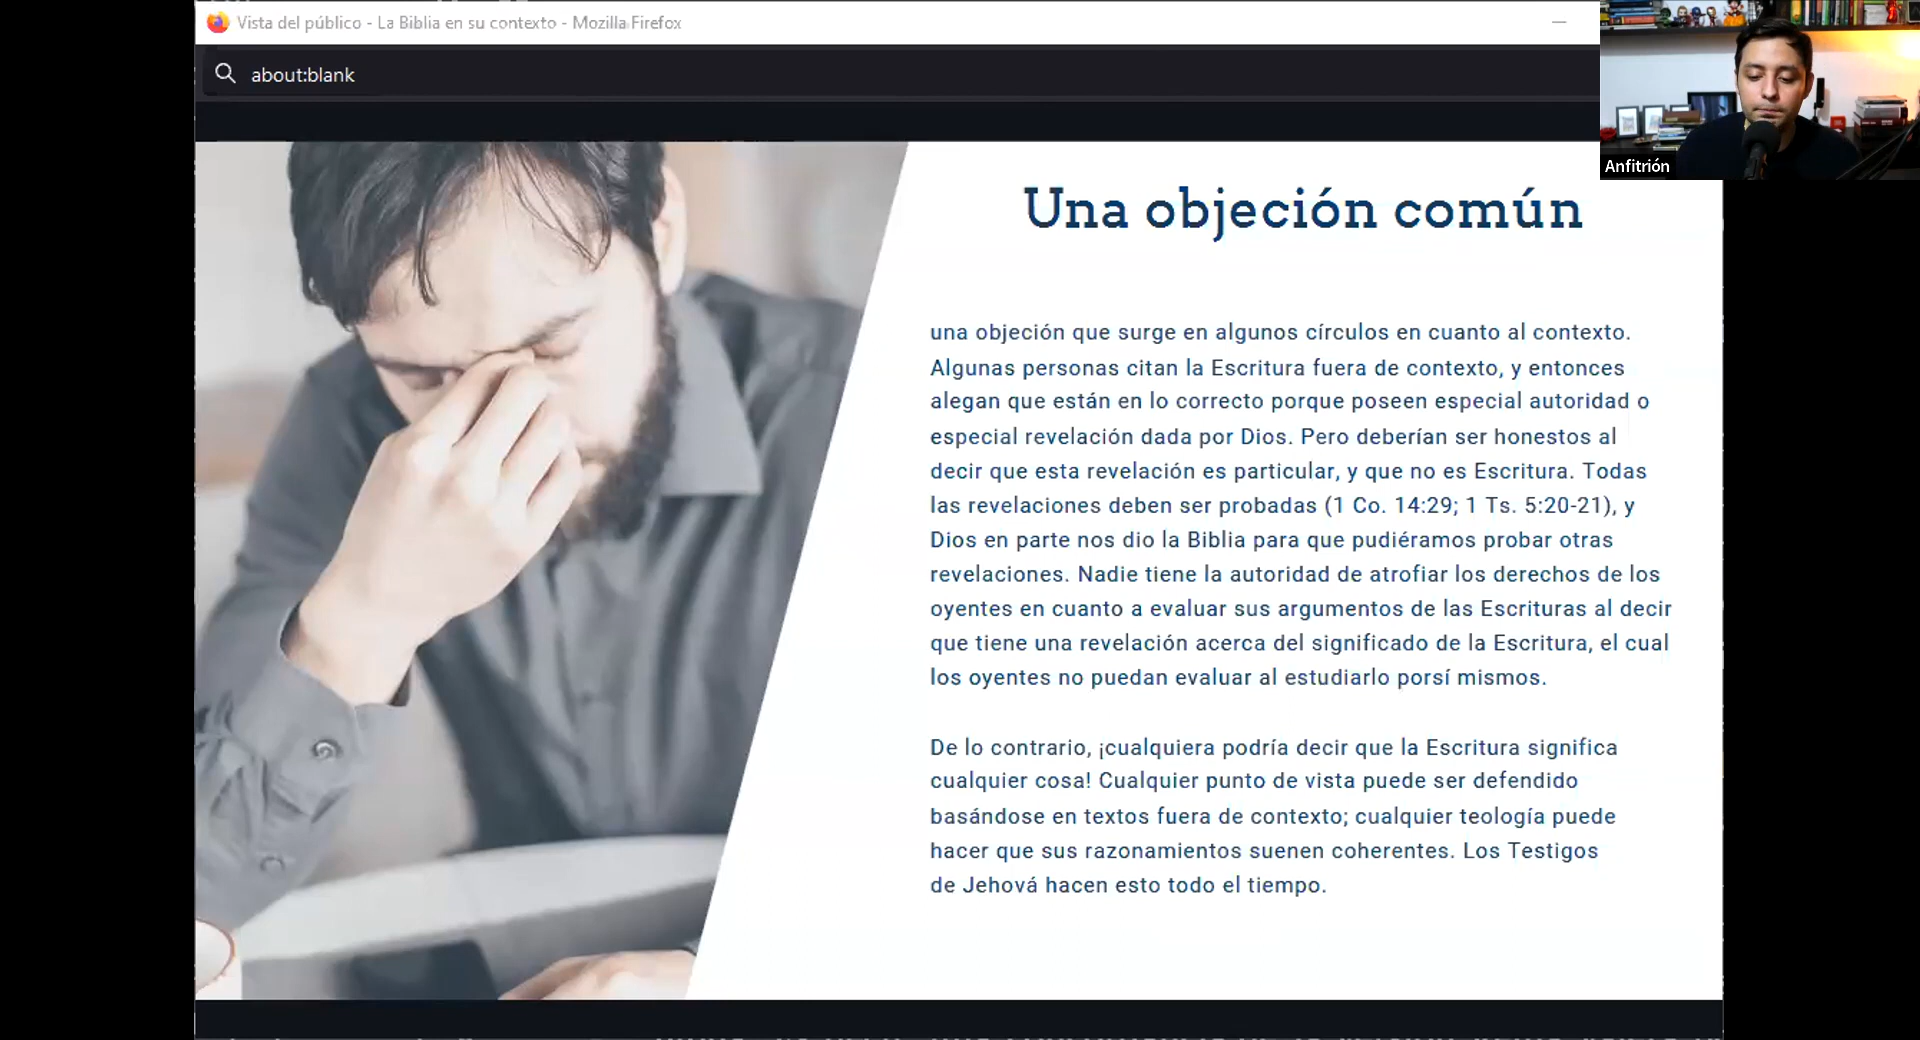 Vista del público - La Biblia en su contexto - Mozilla Firefox
about:blank
Anfitrión
Una objeción común
una objeción que surge en algunos círculos en cuanto al contexto.
Algunas personas citan la Escritura fuera de contexto, y entonces
alegan que están en lo correcto porque poseen especial autoridad o
especial revelación dada por Dios. Pero deberían ser honestos al
decir que esta revelación es particular, y que no es Escritura. Todas
las revelaciones deben ser probadas (1 Co. 14:29; 1 Ts. 5:20-21), y
Dios en parte nos dio la Biblia para que pudiéramos probar otras
revelaciones. Nadie tiene la autoridad de atrofiar los derechos de los
oyentes en cuanto a evaluar sus argumentos de las Escrituras al decir
que tiene una revelación acerca del significado de la Escritura, el cual
los oyentes no puedan evaluar al estudiarlo porsí mismos.
De lo contrario, ¡cualquiera podría decir que la Escritura significa
cualquier cosa! Cualquier punto de vista puede ser defendido
basándose en textos fuera de contexto; cualquier teología puede
hacer que sus razonamientos suenen coherentes. Los Testigos
de Jehová hacen esto todo el tiempo.